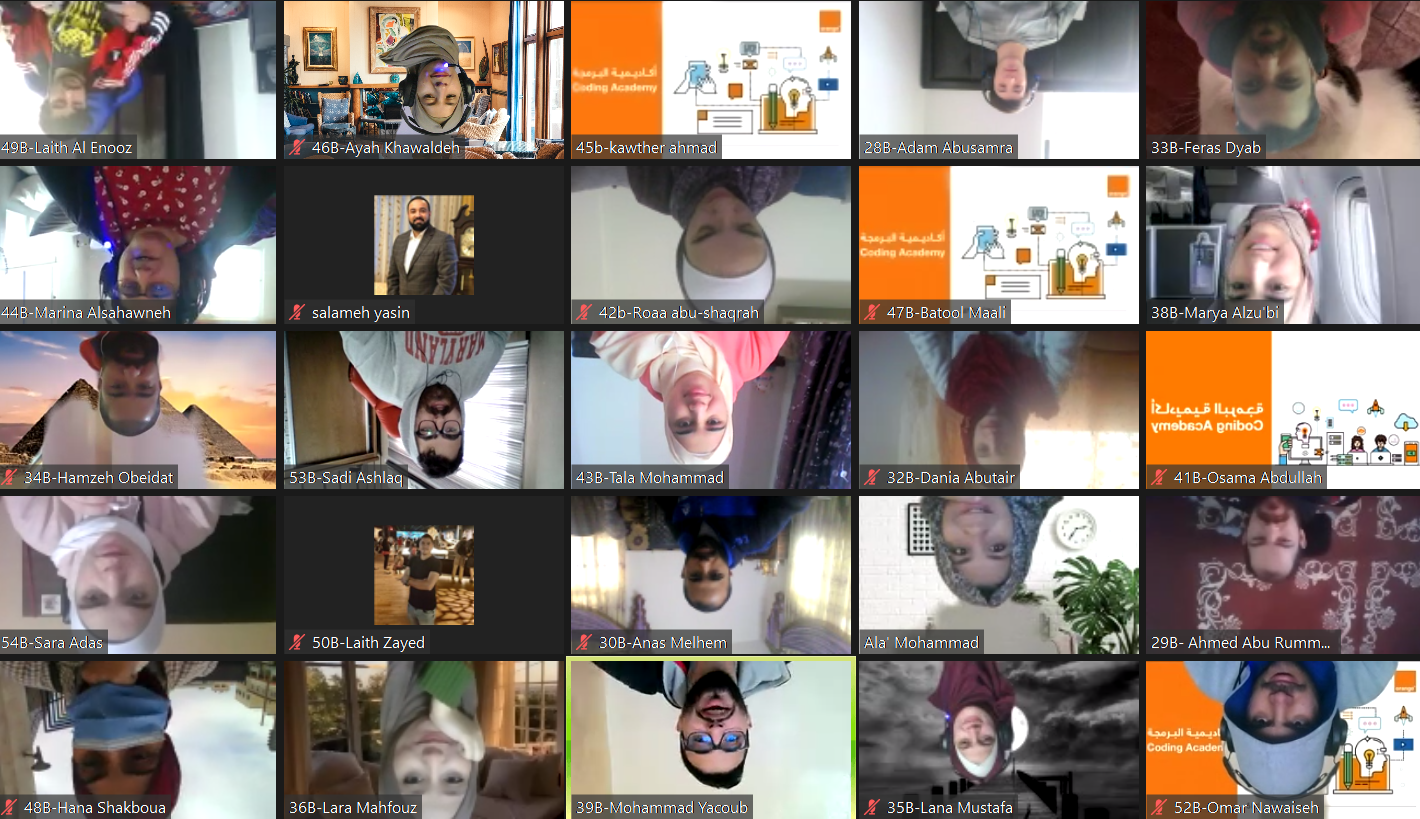 49B-Laith Al Enooz
46B-Ayah Khawaldeh
أكاديمية البرمجة
Coding Academy
orange
45b-kawther ahmad
28B-Adam Abusamra
33B-Feras Dyab
44B-Marina Alsahawneh
salameh yasin
42b-Roaa abu-shaqrah
أكاديمية البرمجة
Coding Academy
orange
47B-Batool Maali
38B-Marya Alzu'bi
34B-Hamzeh Obeidat
MARYLAND
53B-Sadi Ashlaq
43B-Tala Mohammad
32B-Dania Abutair
أكاديمية البرمجة
Coding Academy
41B-Osama Abdullah
54B-Sara Adas
50B-Laith Zayed
30B-Anas Melhem
Ala' Mohammad
29B- Ahmed Abu Rumm...
48B-Hana Shakboua
36B-Lara Mahfouz
39B-Mohammad Yacoub
35B-Lana Mustafa
orange
اديمية البرمجة
Coding Academ
52B-Omar Nawaiseh